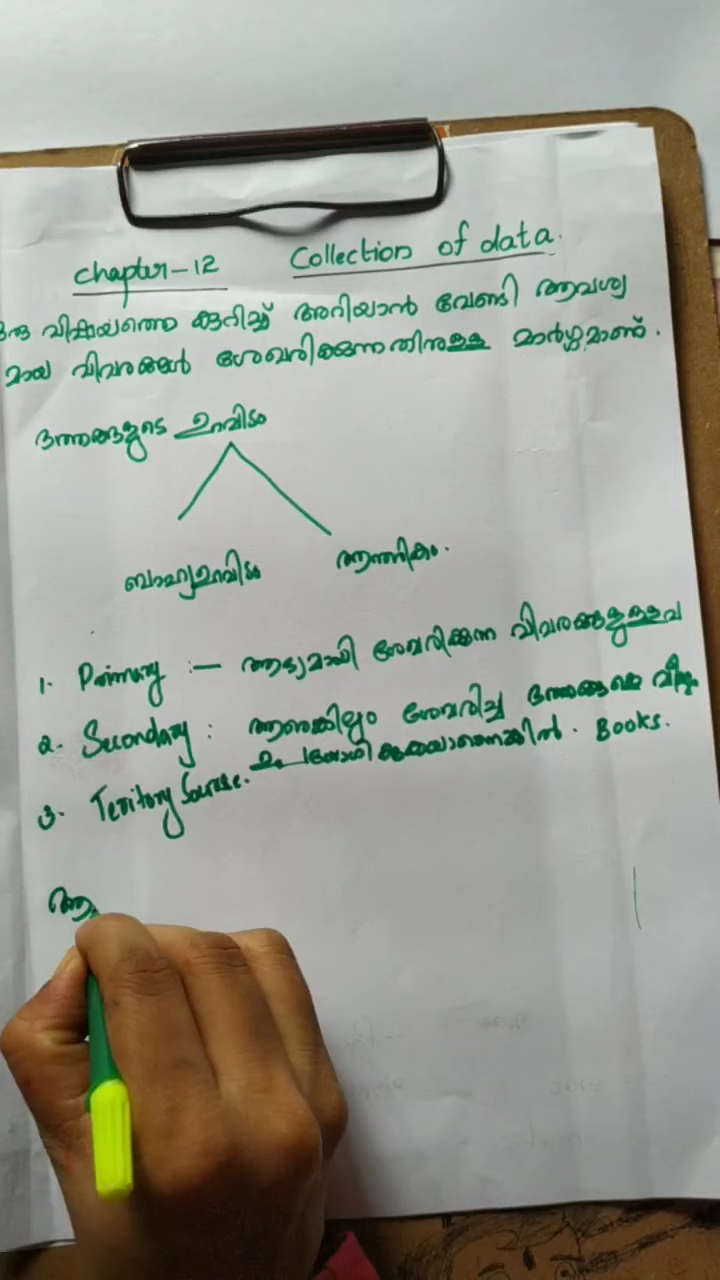 Chapter-12 Collection of data.
ഒരു വിഷയത്തെ കുറിച്ച് അറിയാൻ വേണ്ടി ആവശ്യ
മായ വിവരങ്ങൾ ശേഖരിക്കുന്നതിനുള്ള മാർഗ്ഗമാണ്.
ദത്തങ്ങളുടെ ഉറവിടം
ബാഹ്യഉറവിടം ആന്തരികം.
1. Primary :— ആദ്യമായി ശേഖരിക്കുന്ന വിവരങ്ങളുള്ളവ
2. Secondary : ശേഖരിച്ച ദത്തങ്ങളെ വീണ്ടും
Books.
3. Teritory Source.
ആ